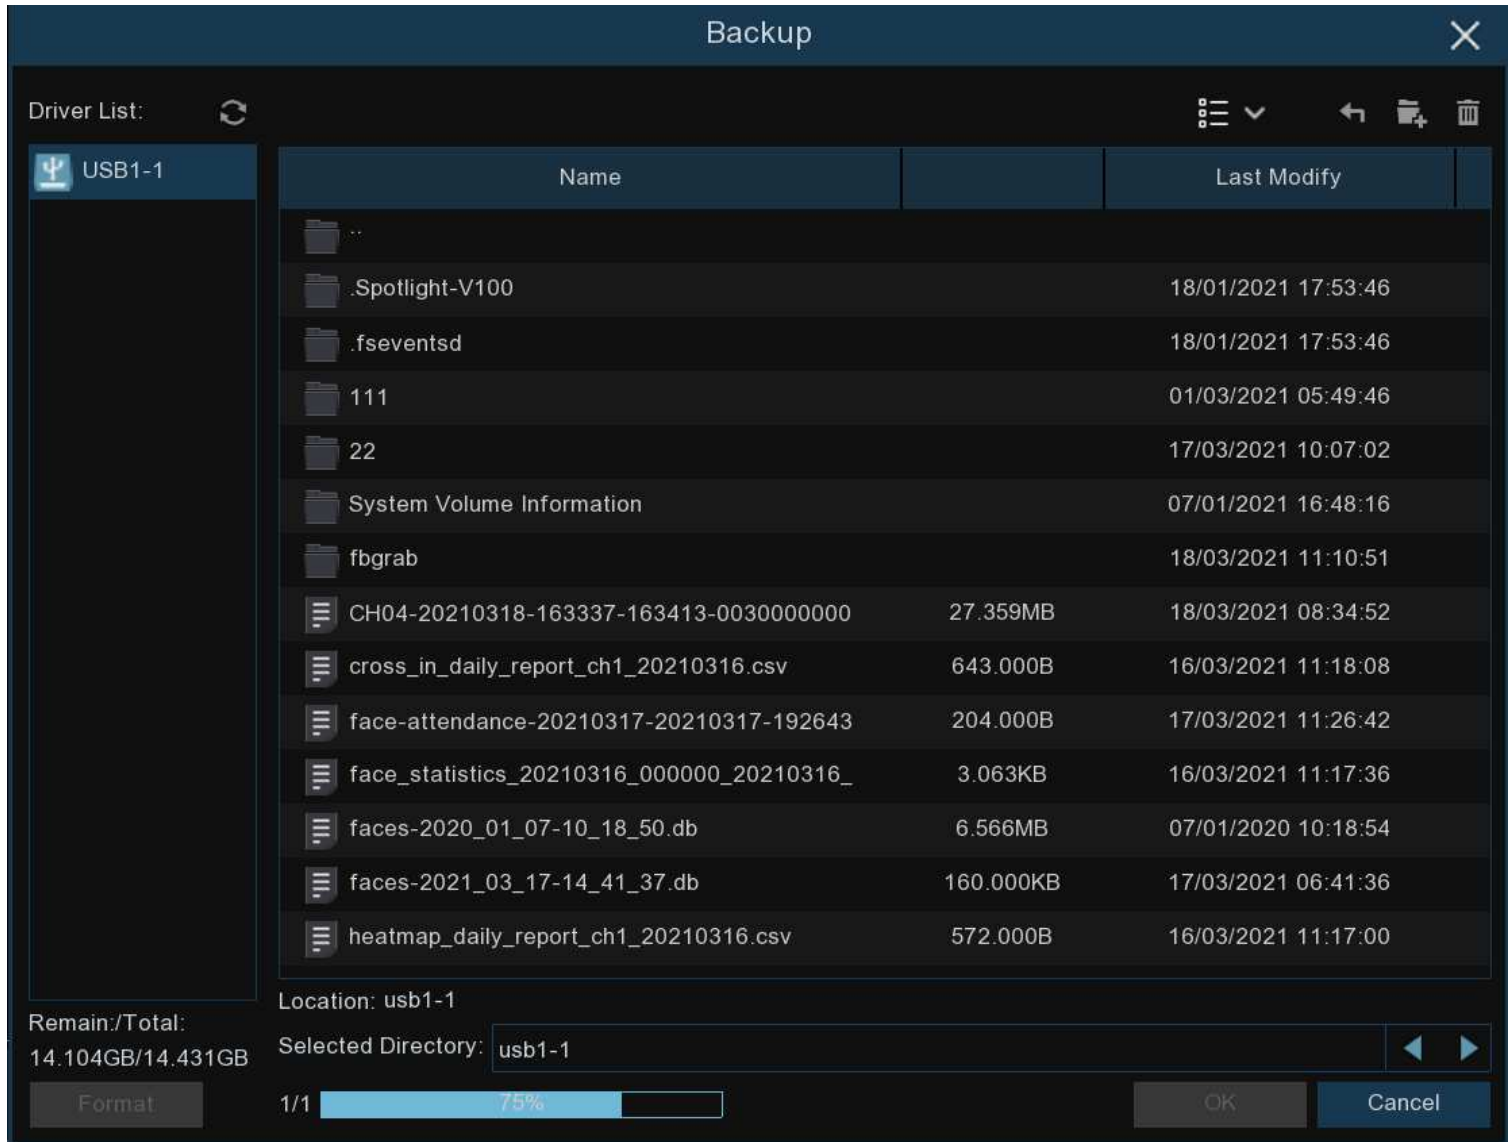 Backup
Driver List:
USB1-1
Name Last Modify
..
.Spotlight-V100 18/01/2021 17:53:46
.fseventsd 18/01/2021 17:53:46
111 01/03/2021 05:49:46
22 17/03/2021 10:07:02
System Volume Information 07/01/2021 16:48:16
fbgrab 18/03/2021 11:10:51
CH04-20210318-163337-163413-0030000000 27.359MB 18/03/2021 08:34:52
cross_in_daily_report_ch1_20210316.csv 643.000B 16/03/2021 11:18:08
face-attendance-20210317-20210317-192643 204.000B 17/03/2021 11:26:42
face_statistics_20210316_000000_20210316_ 3.063KB 16/03/2021 11:17:36
faces-2020_01_07-10_18_50.db 6.566MB 07/01/2020 10:18:54
faces-2021_03_17-14_41_37.db 160.000KB 17/03/2021 06:41:36
heatmap_daily_report_ch1_20210316.csv 572.000B 16/03/2021 11:17:00
Location: usb1-1
Remain:/Total:
14.104GB/14.431GB
Selected Directory: usb1-1
Format
1/1 75%
OK
Cancel